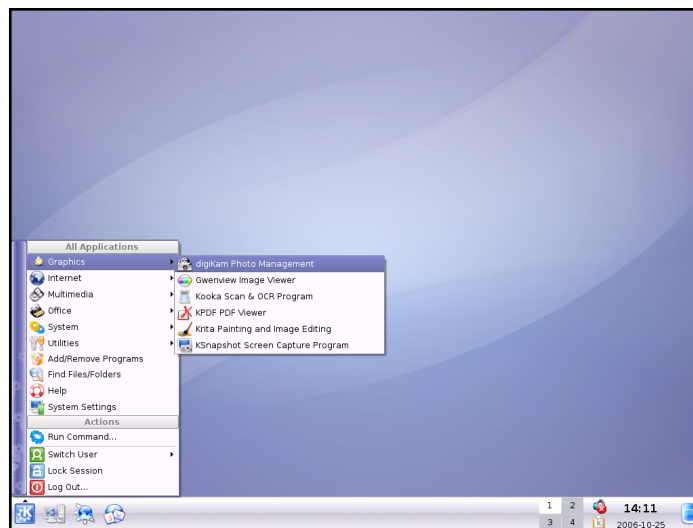 All Applications
Graphics
Internet
Multimedia
Office
System
Utilities
Add/Remove Programs
Find Files/Folders
Help
System Settings
Actions
Run Command...
Switch User
Lock Session
Log Out...
digiKam Photo Management
Gwenview Image Viewer
Kooka Scan & OCR Program
KPDF PDF Viewer
Krita Painting and Image Editing
KSnapshot Screen Capture Program
1 2
3 4
14:11
2006-10-25